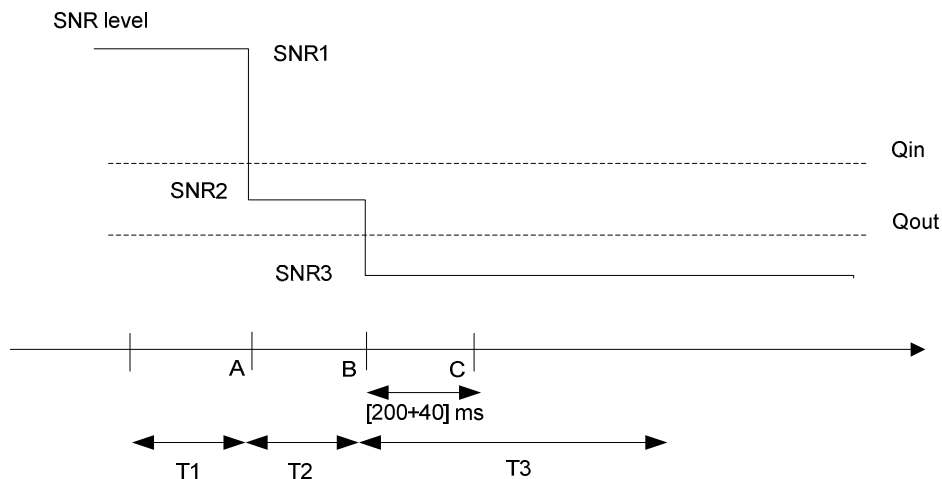 SNR level
SNR1
Qin
SNR2
Qout
SNR3
A
B
C
[200+40] ms
T1
T2
T3